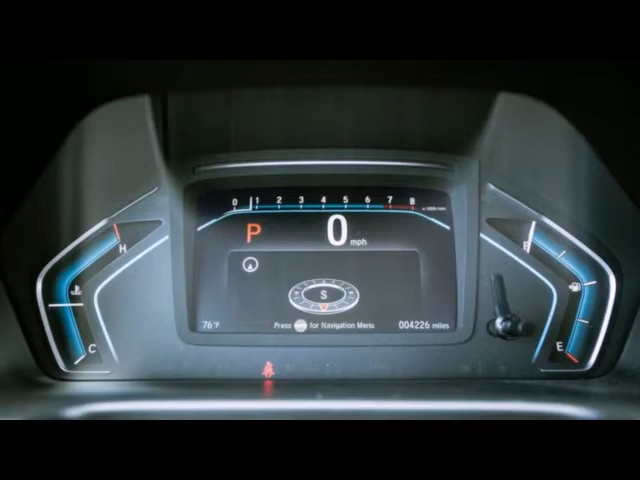 0 1 2 3 4 5 6 7 8 x1000r/min
P 0 mph
H
F
S
C
E
76°F Press for Navigation Menu 004226 miles